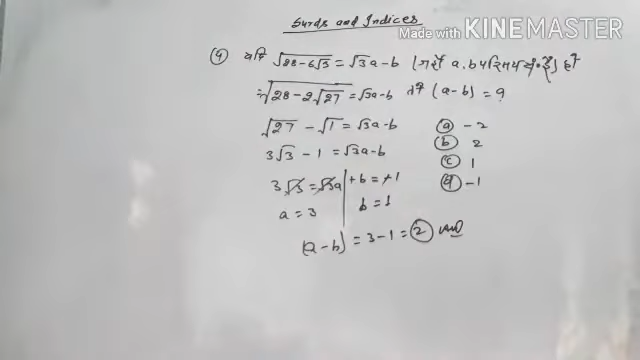 Surds and Indices
Made with KINEMASTER
④ यदि √28-6√3 = √3a-b (जहाँ a,b परिमेय सं. है) हो
=√28-2√27 = √3a-b तो (a-b) = ?
√27 - √1 = √3a-b ⓐ -2
3√3 - 1 = √3a-b ⓑ 2
ⓒ 1
3√3 = √3a | +b = +1 ⓓ -1
a = 3 b = 1
(a-b) = 3-1 = ② Ans